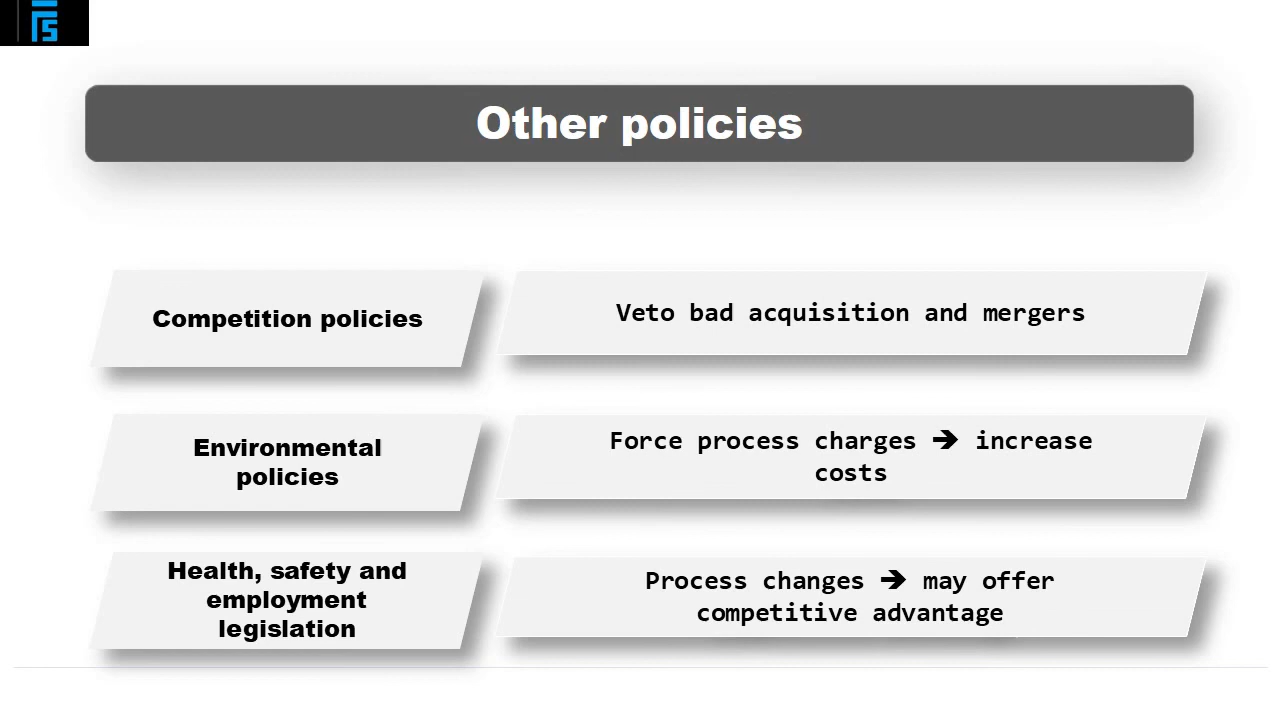 Other policies
Competition policies
Veto bad acquisition and mergers
Environmental
policies
Force process charges ➔ increase
costs
Health, safety and
employment
legislation
Process changes ➔ may offer
competitive advantage